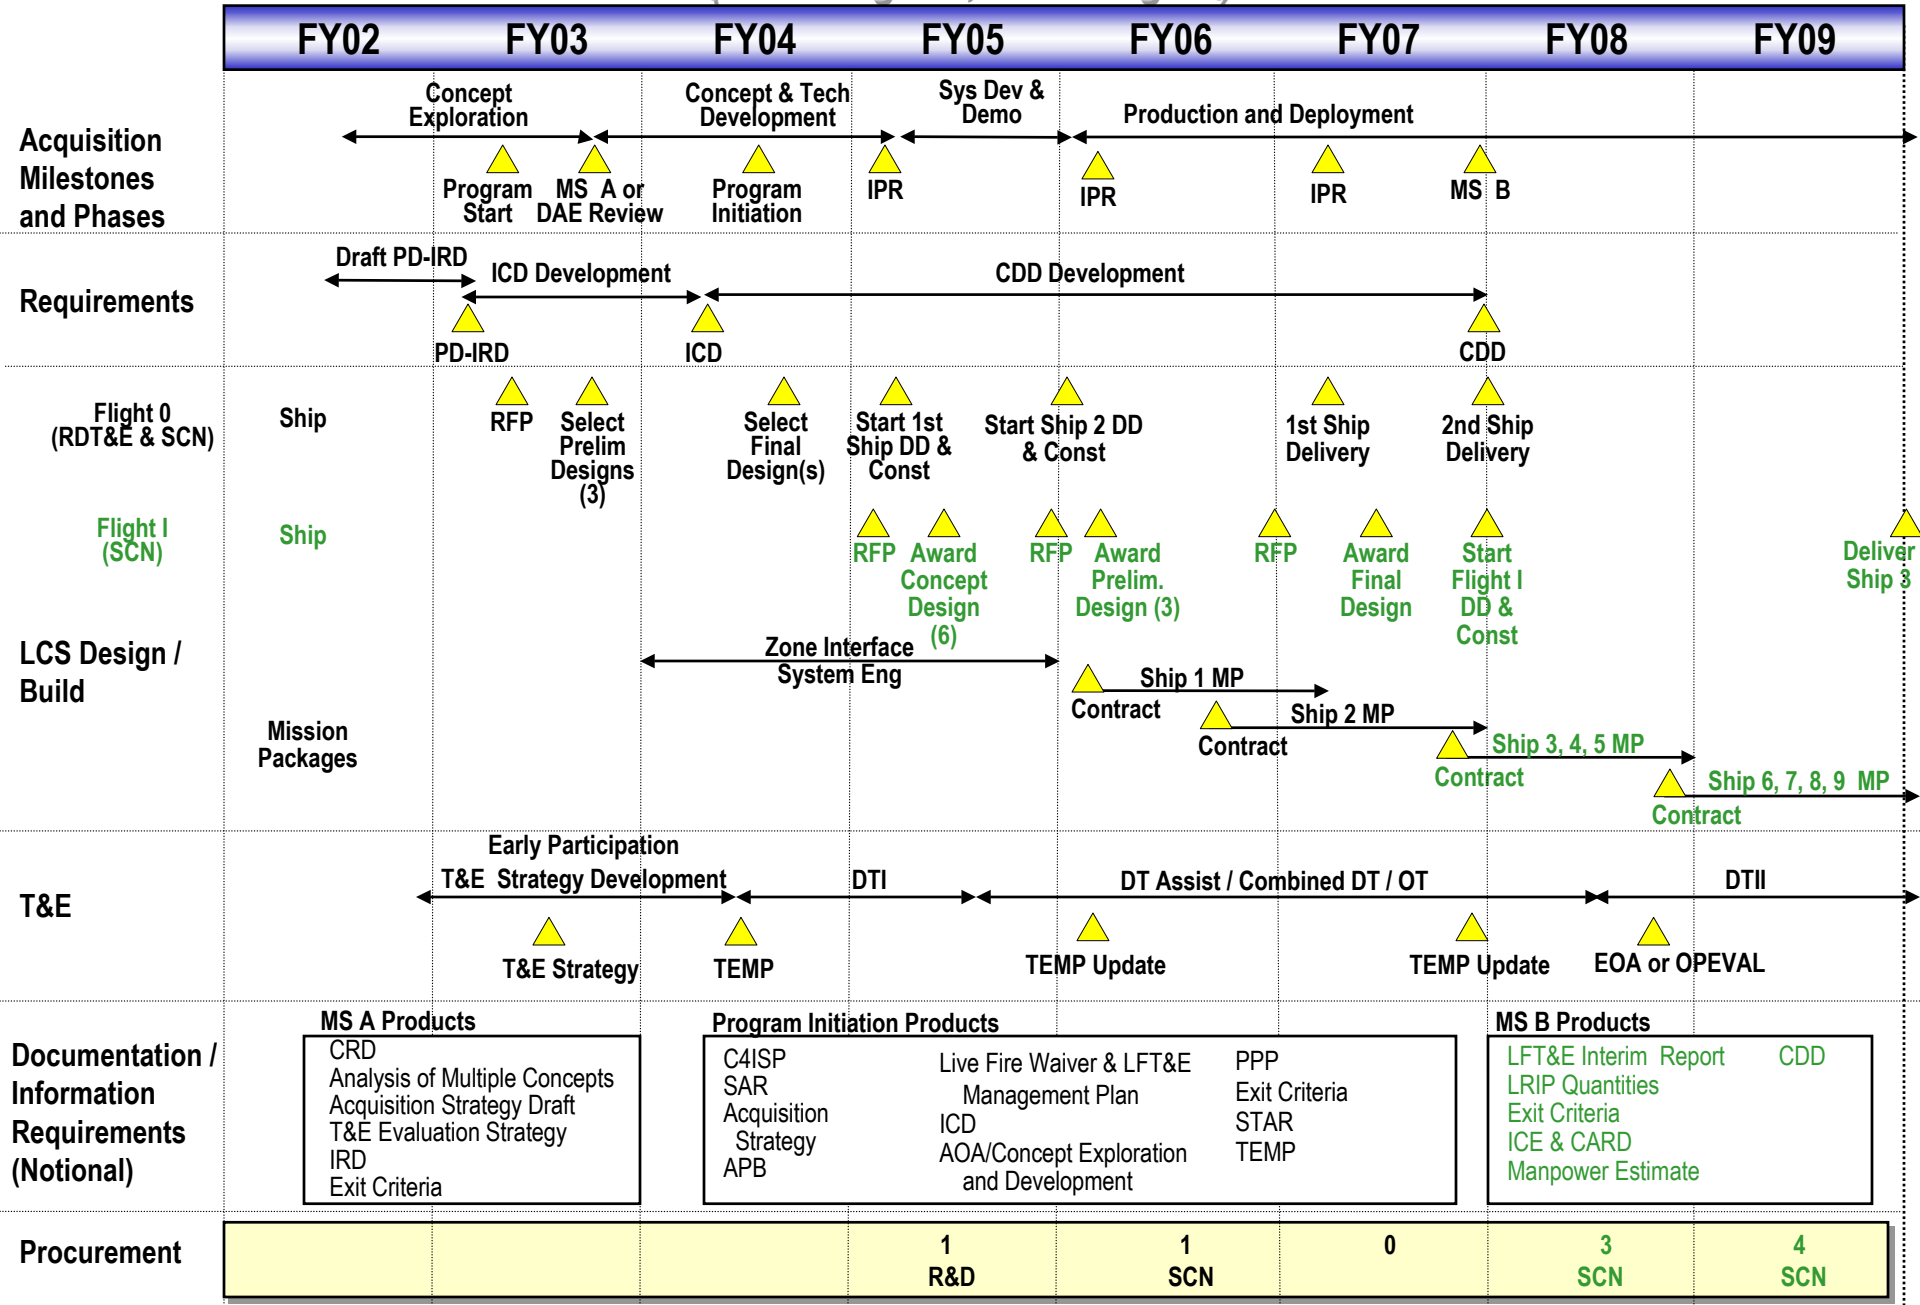 FY02 FY03 FY04 FY05 FY06 FY07 FY08 FY09
Acquisition
Milestones
and Phases
Concept
Exploration
Concept & Tech
Development
Sys Dev &
Demo
Production and Deployment
Program
Start
MS A or
DAE Review
Program
Initiation
IPR
IPR
IPR
MS B
Requirements
Draft PD-IRD
ICD Development
CDD Development
PD-IRD
ICD
CDD
LCS Design /
Build
Flight 0
(RDT&E & SCN)
Ship
RFP
Select
Prelim
Designs
(3)
Select
Final
Design(s)
Start 1st
Ship DD &
Const
Start Ship 2 DD
& Const
1st Ship
Delivery
2nd Ship
Delivery
Flight I
(SCN)
Ship
RFP
Award
Concept
Design
(6)
RFP
Award
Prelim.
Design (3)
RFP
Award
Final
Design
Start
Flight I
DD &
Const
Deliver
Ship 3
Mission
Packages
Zone Interface
System Eng
Ship 1 MP
Contract
Ship 2 MP
Contract
Ship 3, 4, 5 MP
Contract
Ship 6, 7, 8, 9 MP
Contract
T&E
Early Participation
T&E Strategy Development
DTI
DT Assist / Combined DT / OT
DTII
T&E Strategy
TEMP
TEMP Update
TEMP Update
EOA or OPEVAL
Documentation /
Information
Requirements
(Notional)
MS A Products
CRD
Analysis of Multiple Concepts
Acquisition Strategy Draft
T&E Evaluation Strategy
IRD
Exit Criteria
Program Initiation Products
C4ISP
SAR
Acquisition
Strategy
APB
Live Fire Waiver & LFT&E
Management Plan
ICD
AOA/Concept Exploration
and Development
PPP
Exit Criteria
STAR
TEMP
MS B Products
LFT&E Interim Report
LRIP Quantities
Exit Criteria
ICE & CARD
Manpower Estimate
CDD
Procurement
1
R&D
1
SCN
0
3
SCN
4
SCN